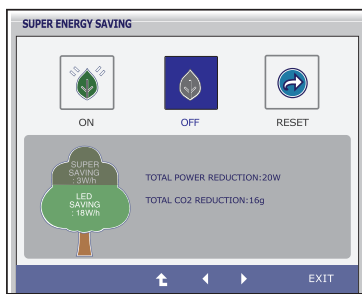 SUPER ENERGY SAVING
ON
OFF
RESET
SUPER
SAVING
: 3W/h
LED
SAVING
: 18W/h
TOTAL POWER REDUCTION:20W
TOTAL CO2 REDUCTION:16g
EXIT